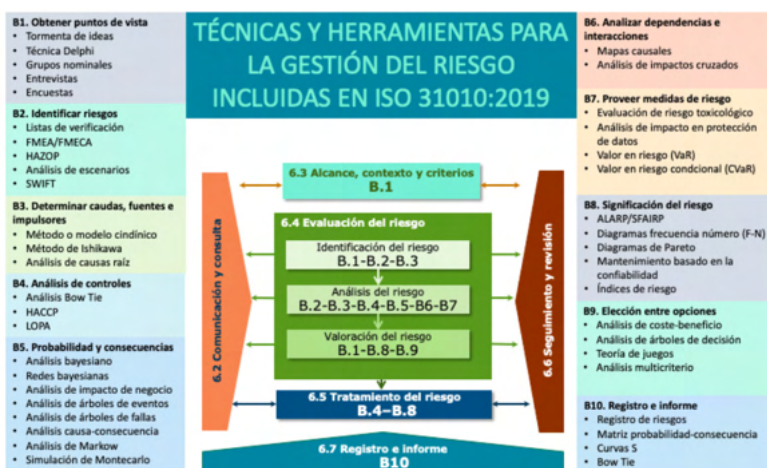 B1. Obtener puntos de vista
• Tormenta de ideas
• Técnica Delphi
• Grupos nominales
• Entrevistas
• Encuestas
B2. Identificar riesgos
• Listas de verificación
• FMEA/FMECA
• HAZOP
• Análisis de escenarios
• SWIFT
B3. Determinar caudas, fuentes e
impulsores
• Método o modelo cindínico
• Método de Ishikawa
• Análisis de causas raíz
B4. Análisis de controles
• Análisis Bow Tie
• HACCP
• LOPA
B5. Probabilidad y consecuencias
• Análisis bayesiano
• Redes bayesianas
• Análisis de impacto de negocio
• Análisis de árboles de eventos
• Análisis de árboles de fallas
• Análisis causa-consecuencia
• Análisis de Markow
• Simulación de Montecarlo
TÉCNICAS Y HERRAMIENTAS PARA
LA GESTIÓN DEL RIESGO
INCLUIDAS EN ISO 31010:2019
6.3 Alcance, contexto y criterios
B.1
6.2 Comunicación y consulta
6.4 Evaluación del riesgo
Identificación del riesgo
B.1-B.2-B.3
Análisis del riesgo
B.2-B.3-B.4-B.5-B6-B7
Valoración del riesgo
B.1-B.8-B.9
6.6 Seguimiento y revisión
6.5 Tratamiento del riesgo
B.4–B.8
6.7 Registro e informe
B10
B6. Analizar dependencias e
interacciones
• Mapas causales
• Análisis de impactos cruzados
B7. Proveer medidas de riesgo
• Evaluación de riesgo toxicológico
• Análisis de impacto en protección
de datos
• Valor en riesgo (VaR)
• Valor en riesgo condcional (CVaR)
B8. Significación del riesgo
• ALARP/SFAIRP
• Diagramas frecuencia número (F-N)
• Diagramas de Pareto
• Mantenimiento basado en la
confiabilidad
• Índices de riesgo
B9. Elección entre opciones
• Análisis de coste-beneficio
• Análisis de árboles de decisión
• Teoría de juegos
• Análisis multicriterio
B10. Registro e informe
• Registro de riesgos
• Matriz probabilidad-consecuencia
• Curvas S
• Bow Tie